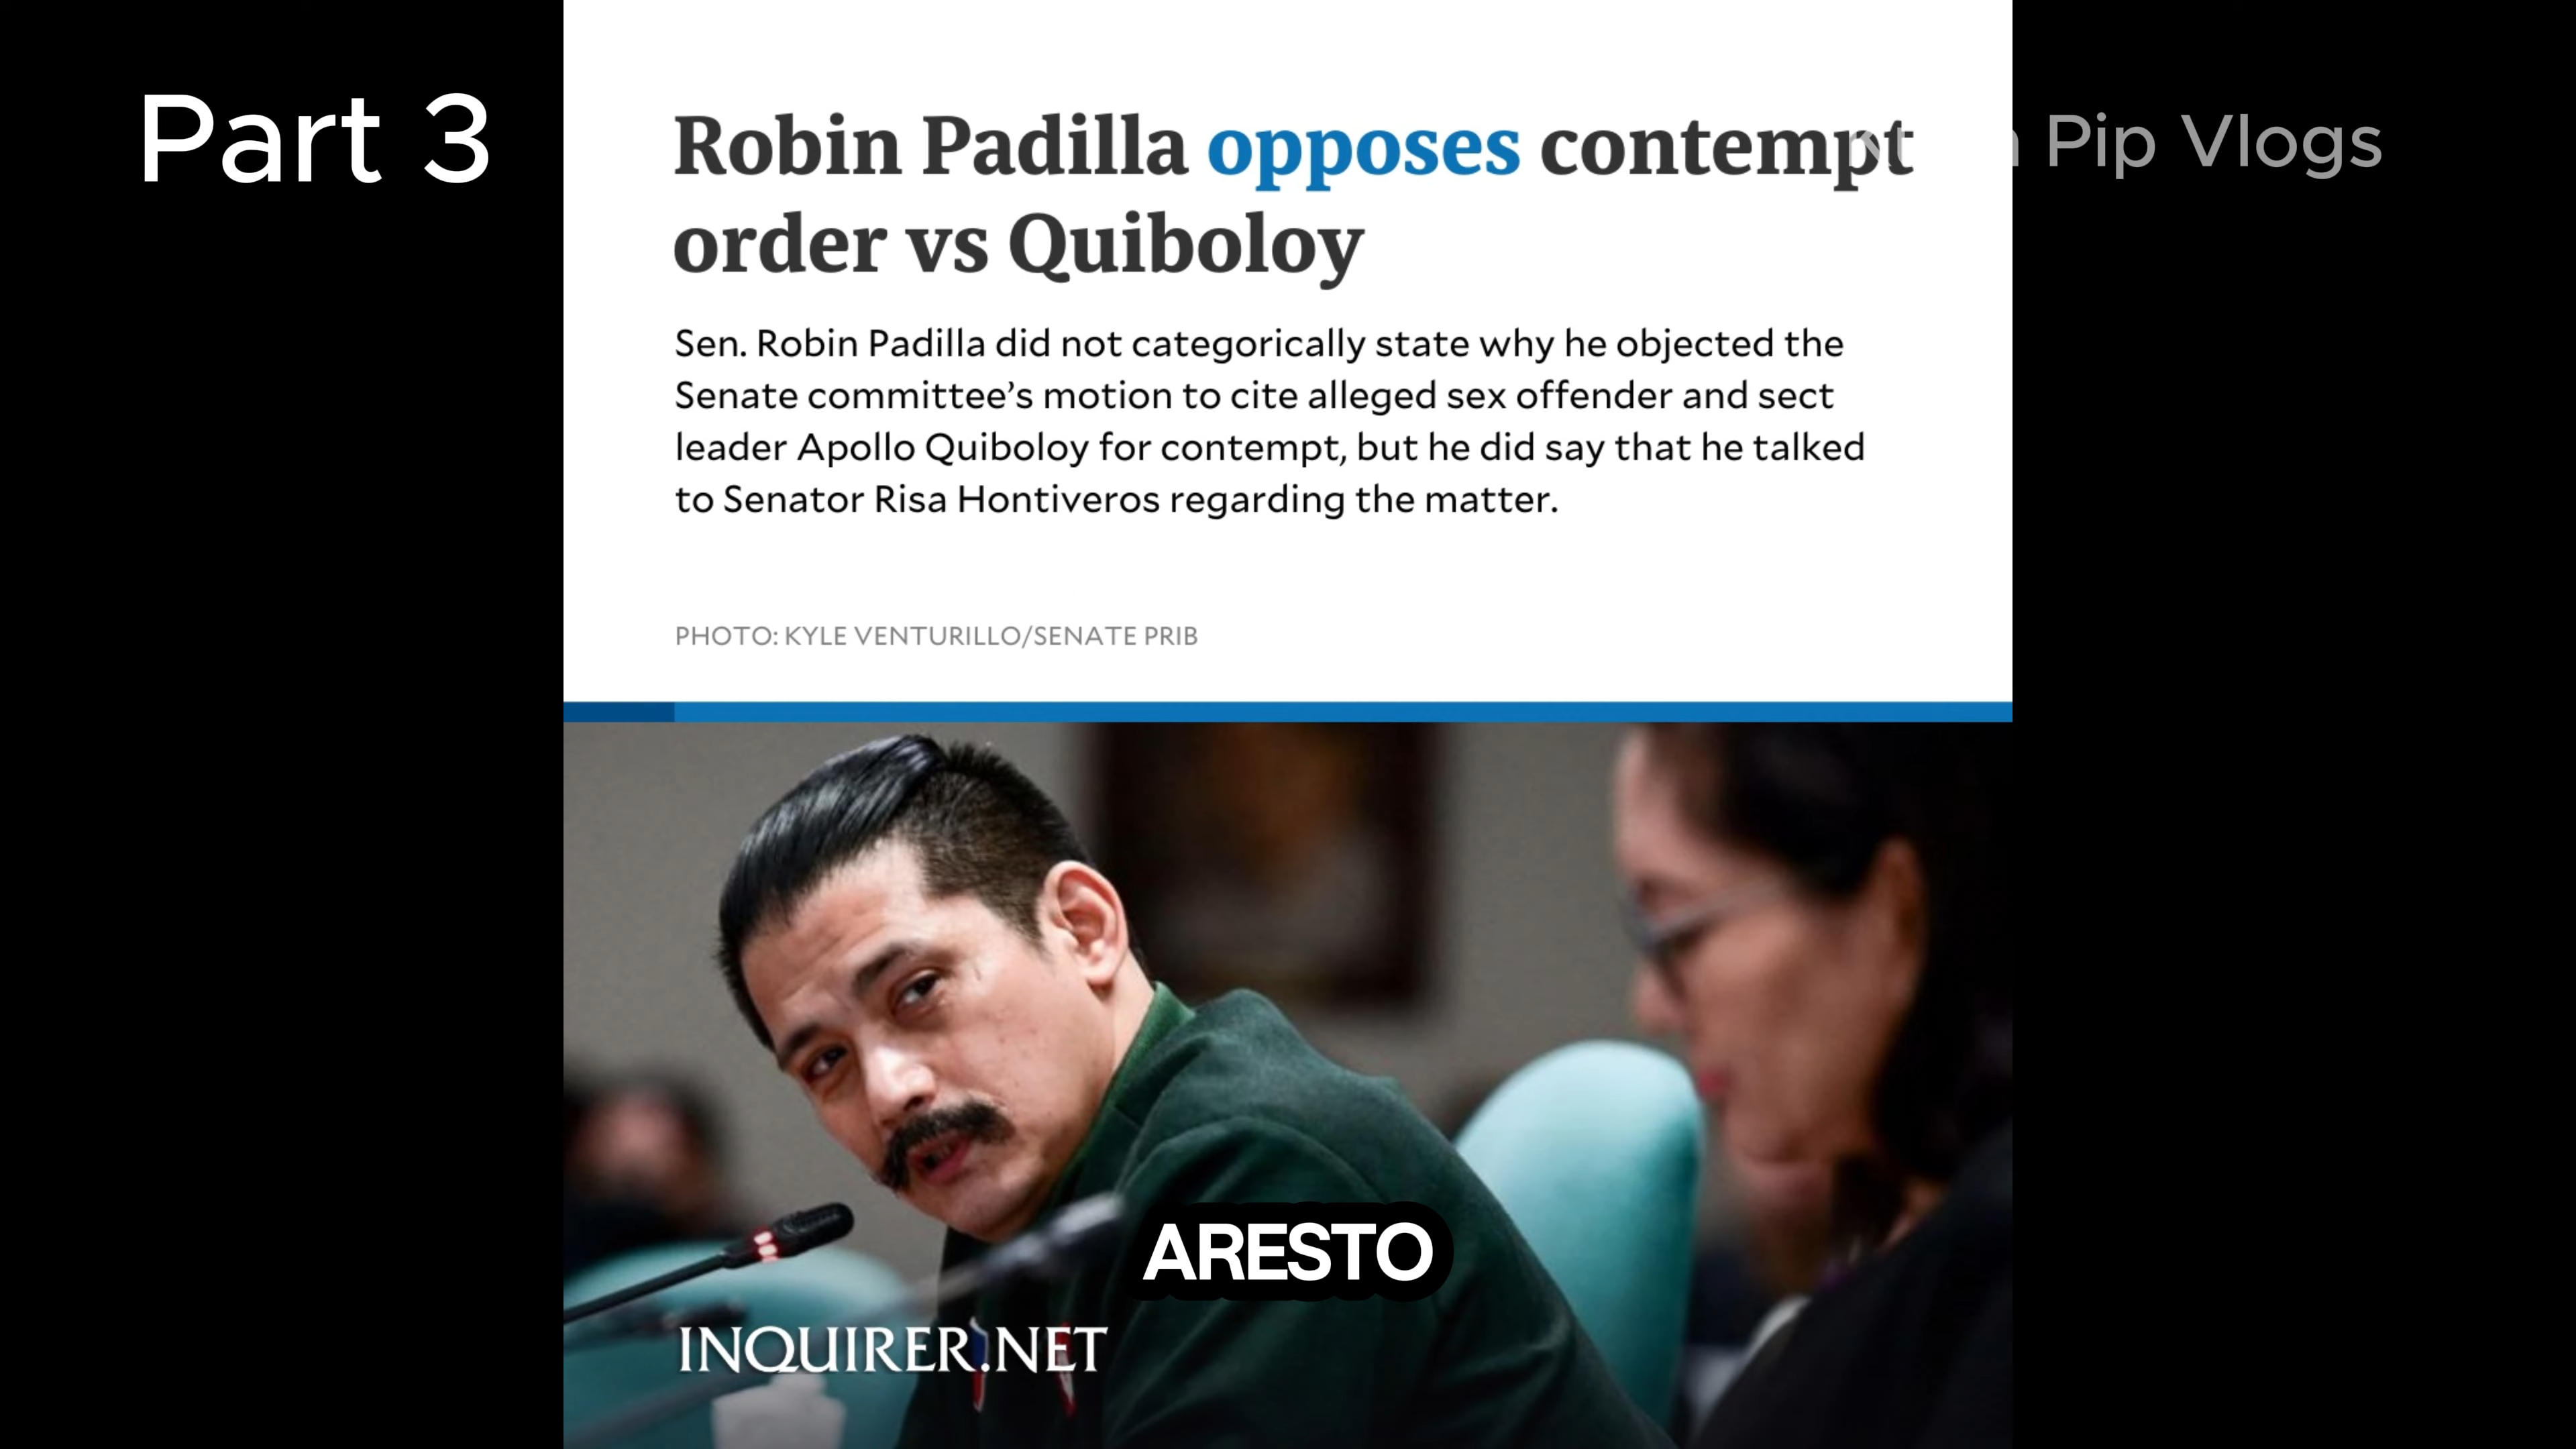 Part 3
Robin Padilla opposes contempt
order vs Quiboloy
Pip Vlogs
Sen. Robin Padilla did not categorically state why he objected the
Senate committee's motion to cite alleged sex offender and sect
leader Apollo Quiboloy for contempt, but he did say that he talked
to Senator Risa Hontiveros regarding the matter.
PHOTO: KYLE VENTURILLO/SENATE PRIB
ARESTO
INQUIRER.NET